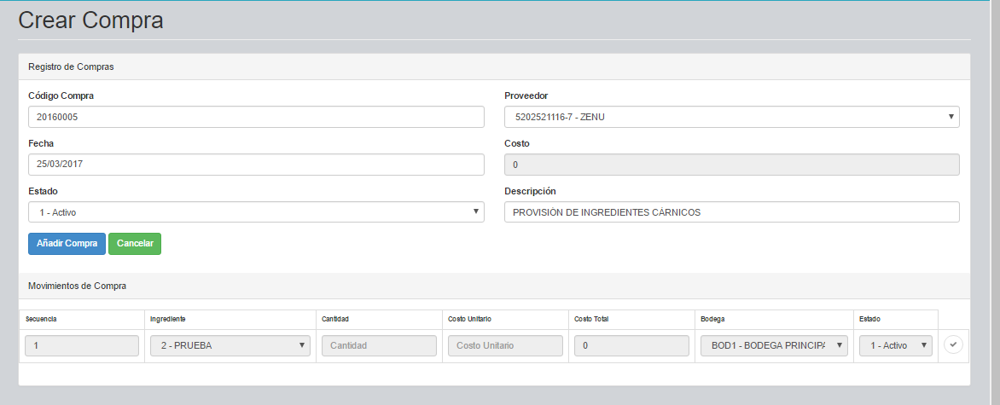 Crear Compra
Registro de Compras
Código Compra
20160005
Proveedor
5202521116-7 - ZENU
Fecha
25/03/2017
Costo
0
Estado
1 - Activo
Descripción
PROVISIÓN DE INGREDIENTES CÁRNICOS
Añadir Compra Cancelar
Movimientos de Compra
Secuencia Ingrediente Cantidad Costo Unitario Costo Total Bodega Estado
1 2 - PRUEBA Cantidad Costo Unitario 0 BOD1 - BODEGA PRINCIPA 1 - Activo